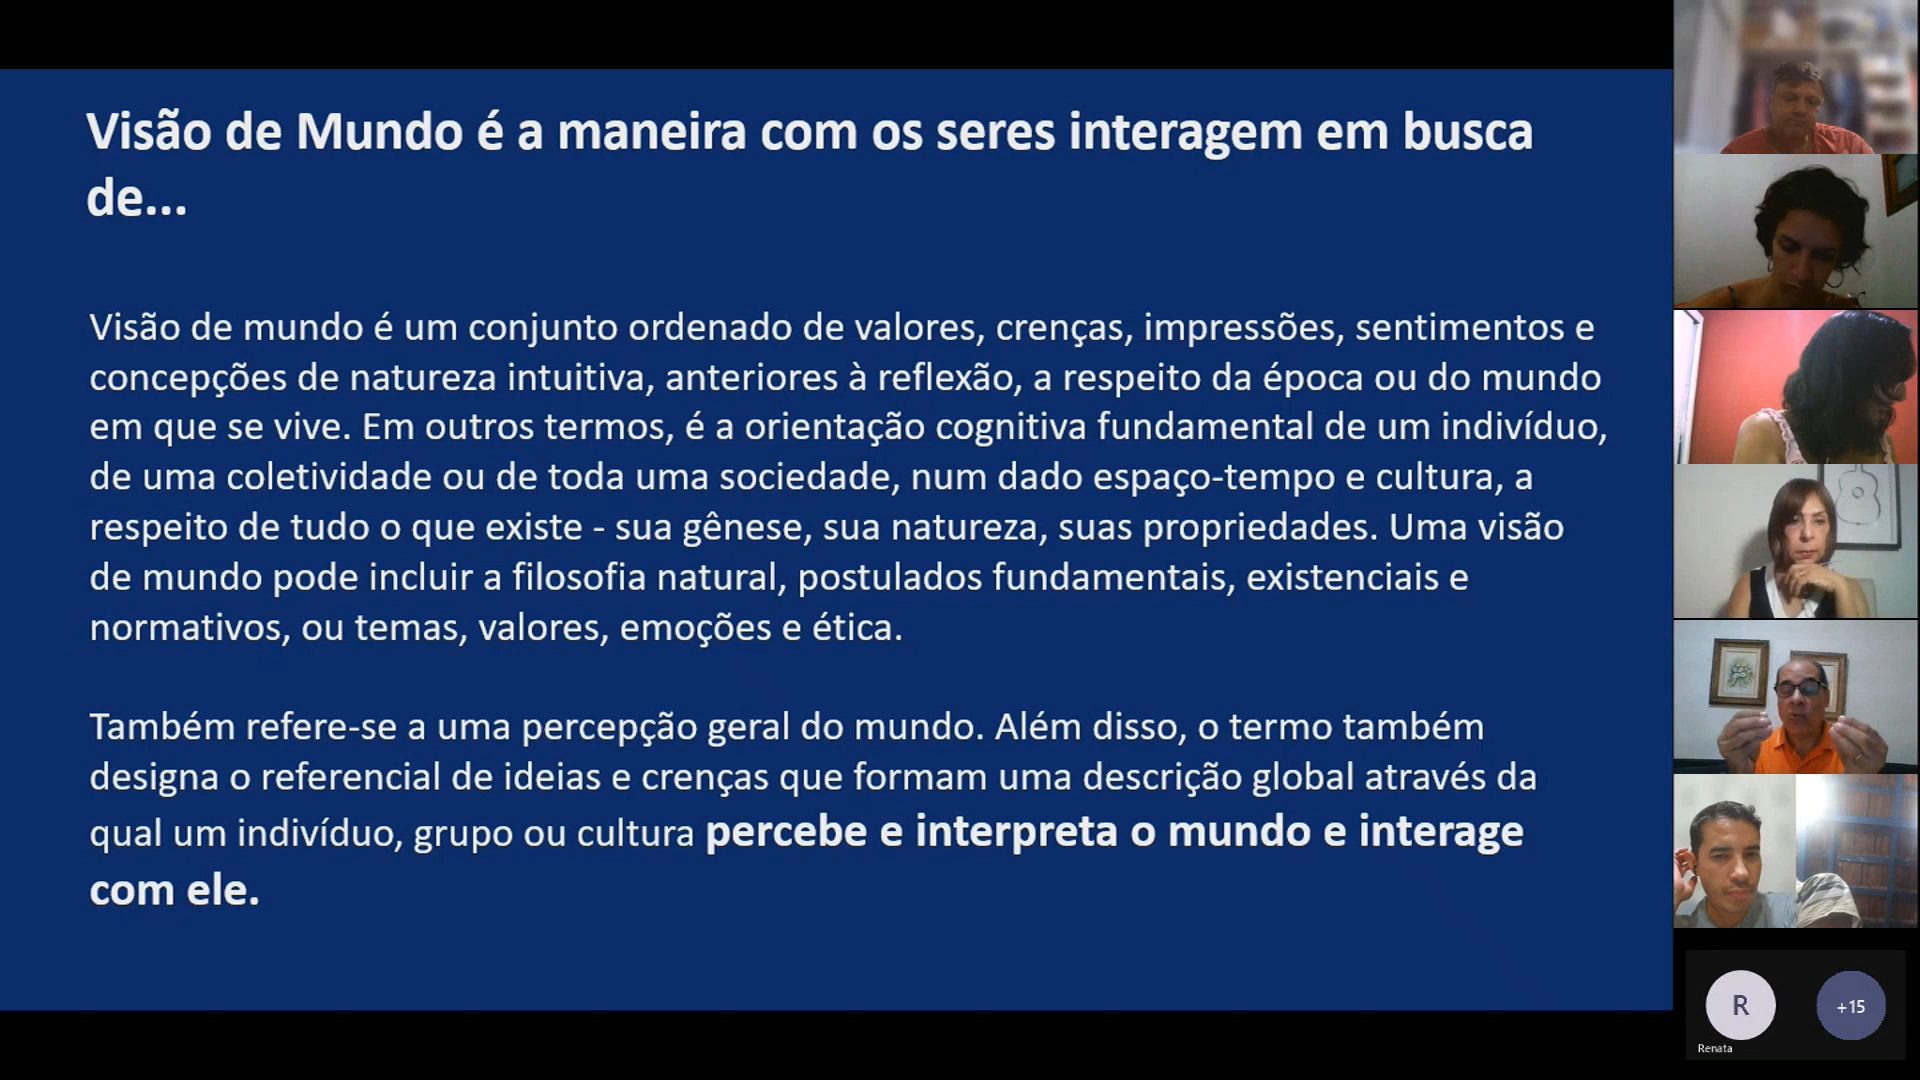 Visão de Mundo é a maneira com os seres interagem em busca
de...
Visão de mundo é um conjunto ordenado de valores, crenças, impressões, sentimentos e
concepções de natureza intuitiva, anteriores à reflexão, a respeito da época ou do mundo
em que se vive. Em outros termos, é a orientação cognitiva fundamental de um indivíduo,
de uma coletividade ou de toda uma sociedade, num dado espaço-tempo e cultura, a
respeito de tudo o que existe - sua gênese, sua natureza, suas propriedades. Uma visão
de mundo pode incluir a filosofia natural, postulados fundamentais, existenciais e
normativos, ou temas, valores, emoções e ética.
Também refere-se a uma percepção geral do mundo. Além disso, o termo também
designa o referencial de ideias e crenças que formam uma descrição global através da
qual um indivíduo, grupo ou cultura percebe e interpreta o mundo e interage
com ele.
R
+15
Renata